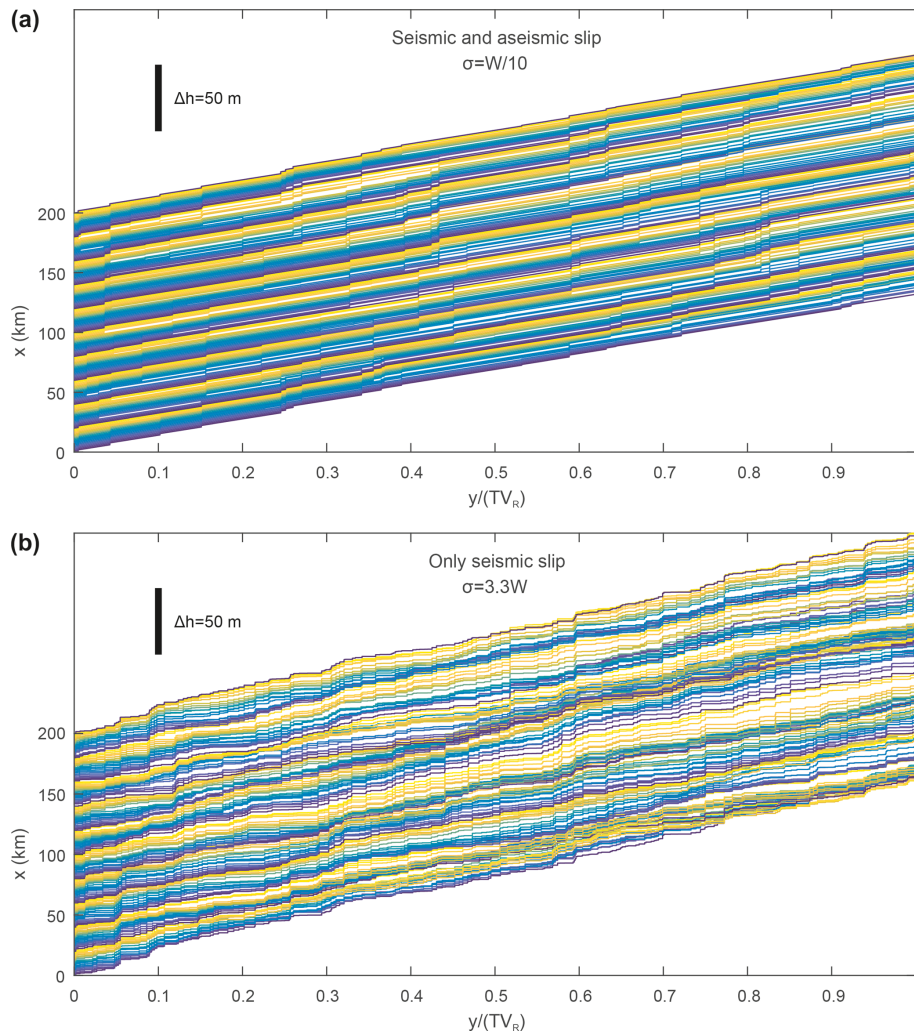 (a)
Seismic and aseismic slip
σ=W/10
Δh=50 m
200
150
100
50
0
x (km)
0 0.1 0.2 0.3 0.4 0.5 0.6 0.7 0.8 0.9
y/(TV_R)
(b)
Only seismic slip
σ=3.3W
Δh=50 m
200
150
100
50
0
x (km)
0 0.1 0.2 0.3 0.4 0.5 0.6 0.7 0.8 0.9
y/(TV_R)